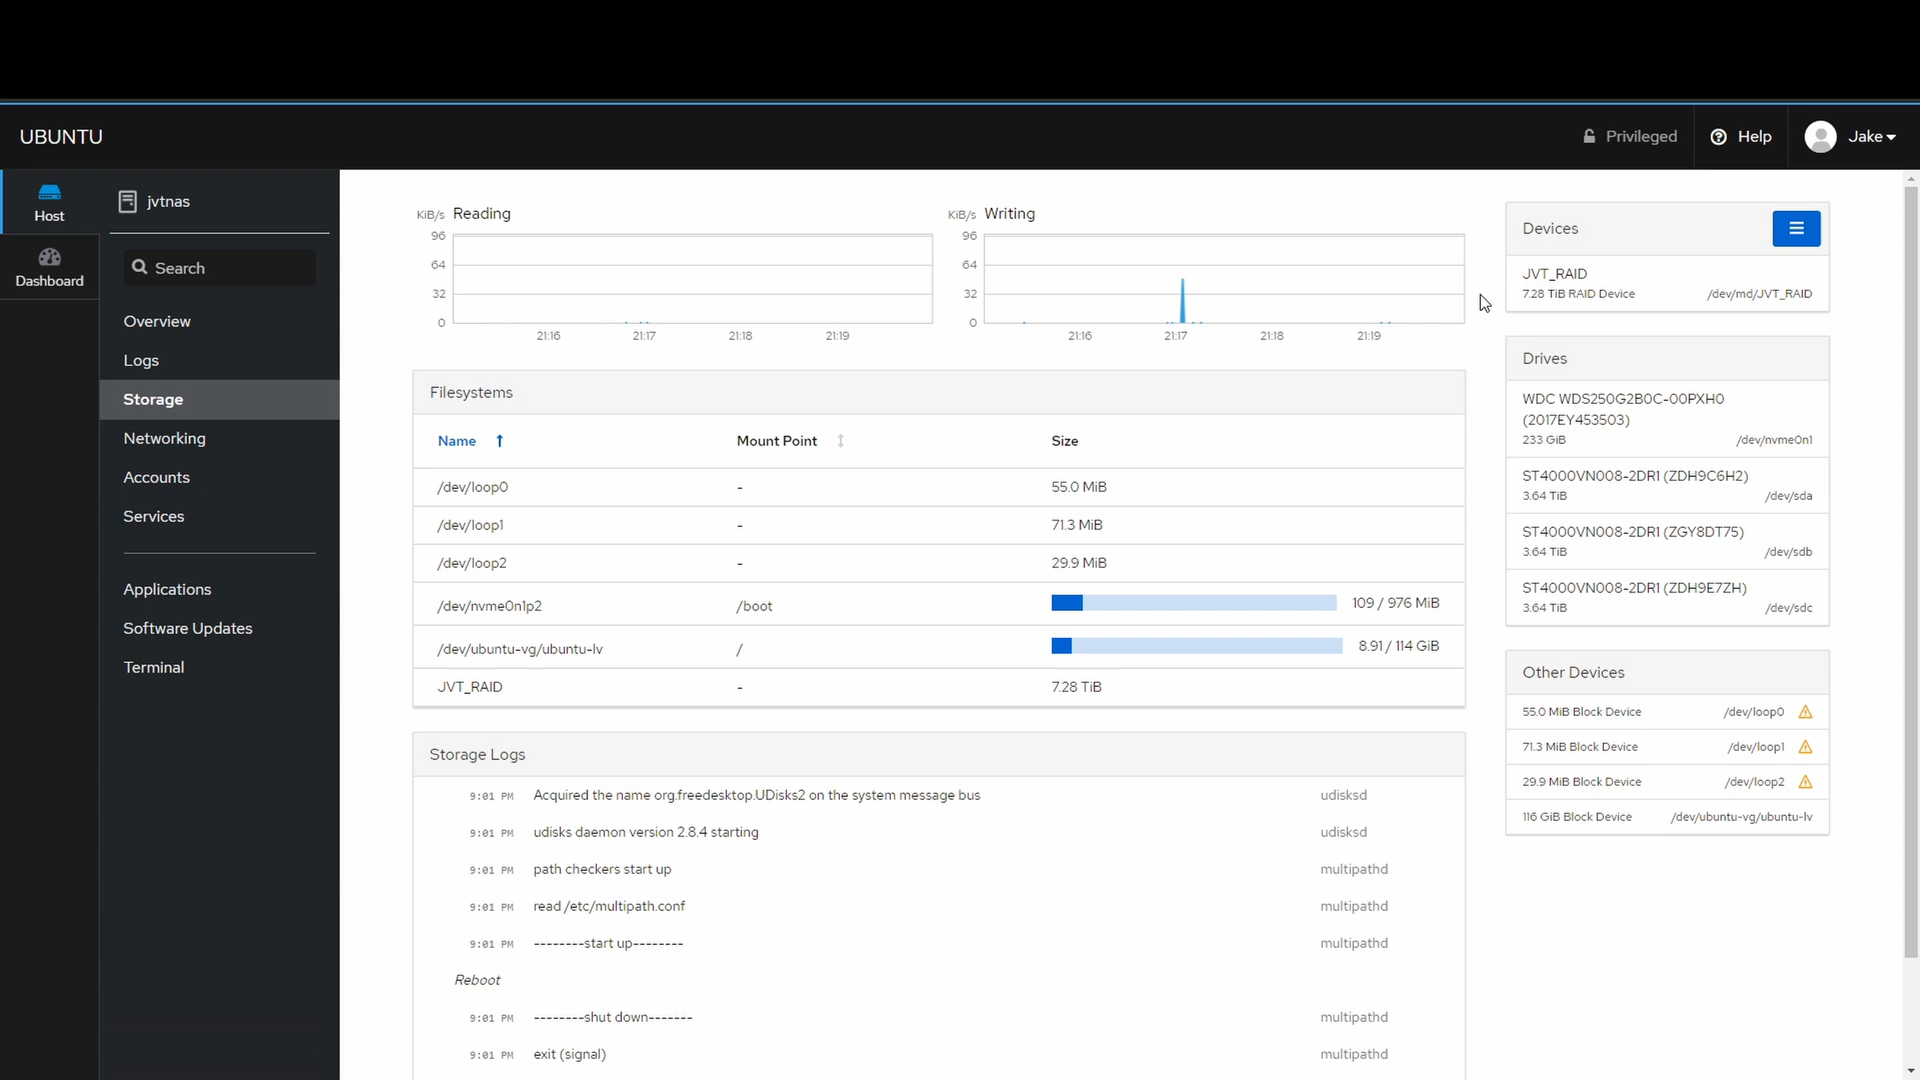 UBUNTU
Privileged
Help
Jake
Host
Dashboard
jvtnas
Search
Overview
Logs
Storage
Networking
Accounts
Services
Applications
Software Updates
Terminal
KiB/s Reading
96
64
32
0
21:16 21:17 21:18 21:19
KiB/s Writing
96
64
32
0
21:16 21:17 21:18 21:19
Filesystems
Name Mount Point Size
/dev/loop0 - 55.0 MiB
/dev/loop1 - 71.3 MiB
/dev/loop2 - 29.9 MiB
/dev/nvme0n1p2 /boot 109 / 976 MiB
/dev/ubuntu-vg/ubuntu-lv / 8.91 / 114 GiB
JVT_RAID - 7.28 TiB
Storage Logs
9:01 PM Acquired the name org.freedesktop.UDisks2 on the system message bus udisksd
9:01 PM udisks daemon version 2.8.4 starting udisksd
9:01 PM path checkers start up multipathd
9:01 PM read /etc/multipath.conf multipathd
9:01 PM --------start up-------- multipathd
Reboot
9:01 PM --------shut down------- multipathd
9:01 PM exit (signal) multipathd
Devices
JVT_RAID
7.28 TiB RAID Device /dev/md/JVT_RAID
Drives
WDC WDS250G2B0C-00PXH0
(2017EY453503)
233 GiB /dev/nvme0n1
ST4000VN008-2DR1 (ZDH9C6H2)
3.64 TiB /dev/sda
ST4000VN008-2DR1 (ZGY8DT75)
3.64 TiB /dev/sdb
ST4000VN008-2DR1 (ZDH9E7ZH)
3.64 TiB /dev/sdc
Other Devices
55.0 MiB Block Device /dev/loop0
71.3 MiB Block Device /dev/loop1
29.9 MiB Block Device /dev/loop2
116 GiB Block Device /dev/ubuntu-vg/ubuntu-lv